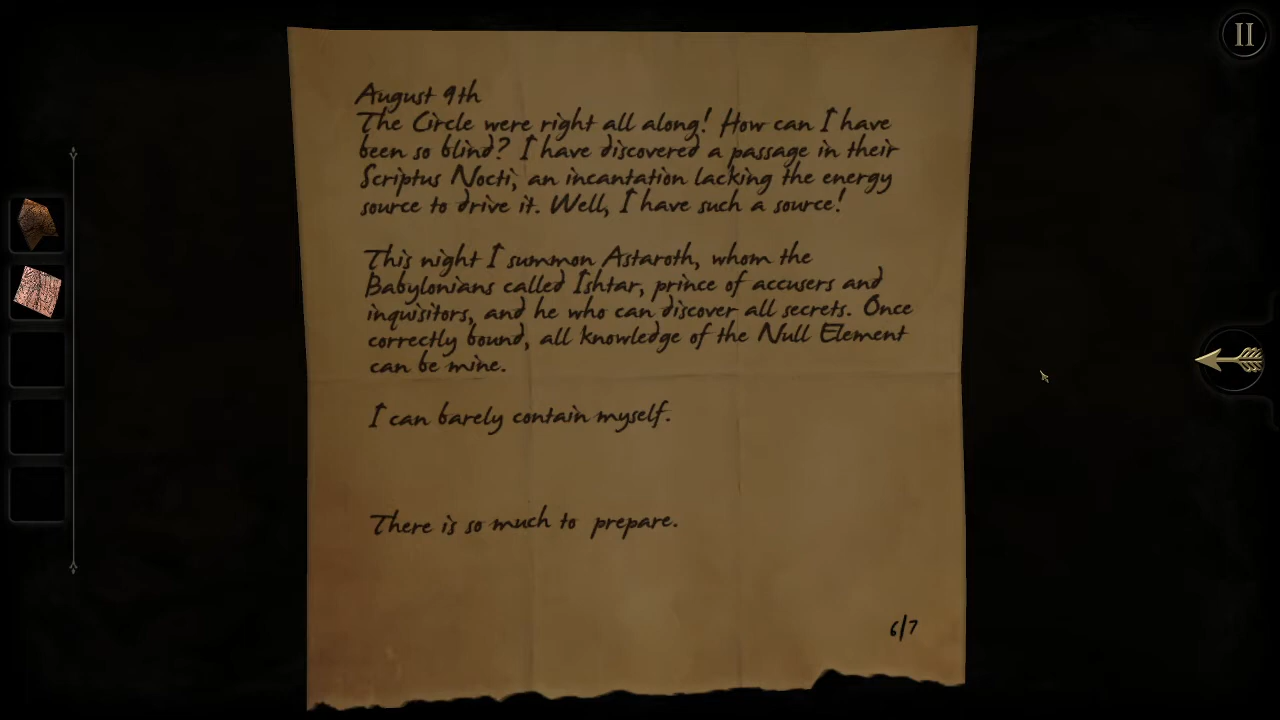 August 9th
The Circle were right all along! How can I have
been so blind? I have discovered a passage in their
Scriptus Nocti, an incantation lacking the energy
source to drive it. Well, I have such a source!
This night I summon Astaroth, whom the
Babylonians called Ishtar, prince of accusers and
inquisitors, and he who can discover all secrets. Once
correctly bound, all knowledge of the Null Element
can be mine.
I can barely contain myself.
There is so much to prepare.
6/7